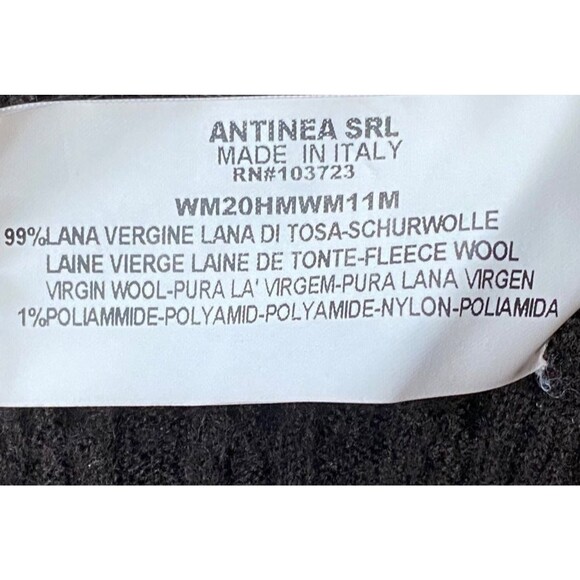 ANTINEA SRL
MADE IN ITALY
RN#103723
WM20HMWM11M
99%LANA VERGINE LANA DI TOSA-SCHURWOLLE
LAINE VIERGE LAINE DE TONTE-FLEECE WOOL
VIRGIN WOOL-PURA LA' VIRGEM-PURA LANA VIRGEN
1%POLIAMMIDE-POLYAMID-POLYAMIDE-NYLON-POLIAMIDA